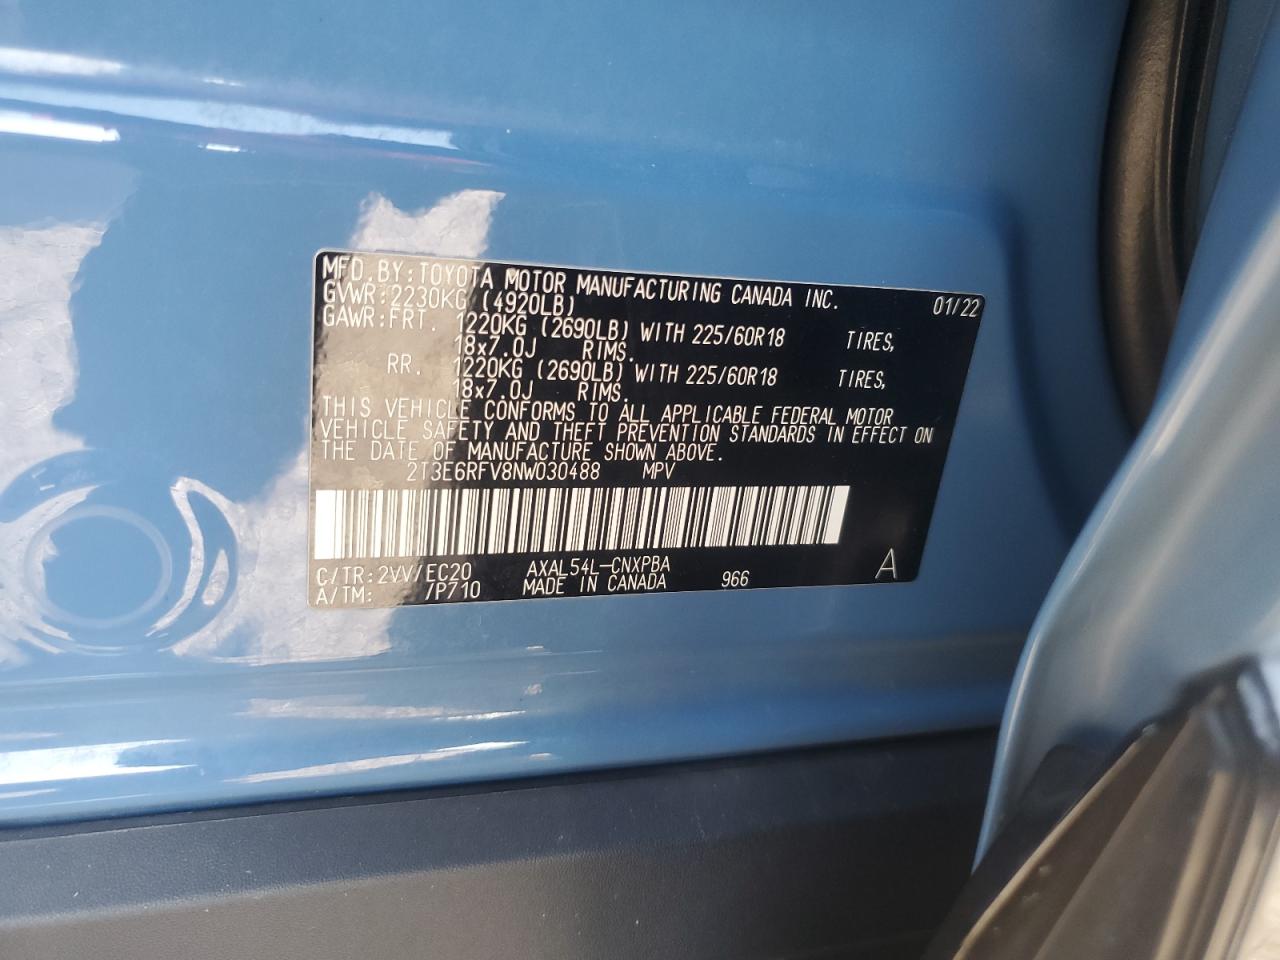 MFD.BY:TOYOTA MOTOR MANUFACTURING CANADA INC. 01/22
GVWR:2230KG (4920LB)
GAWR:FRT. 1220KG (2690LB) WITH 225/60R18 TIRES,
18x7.0J RIMS.
RR. 1220KG (2690LB) WITH 225/60R18 TIRES,
18x7.0J RIMS.
THIS VEHICLE CONFORMS TO ALL APPLICABLE FEDERAL MOTOR
VEHICLE SAFETY AND THEFT PREVENTION STANDARDS IN EFFECT ON
THE DATE OF MANUFACTURE SHOWN ABOVE.
2T3E6RFV8NW030488 MPV
C/TR:2VV/EC20 AXAL54L-CNXPBA
A/TM: /P710 MADE IN CANADA 966 A